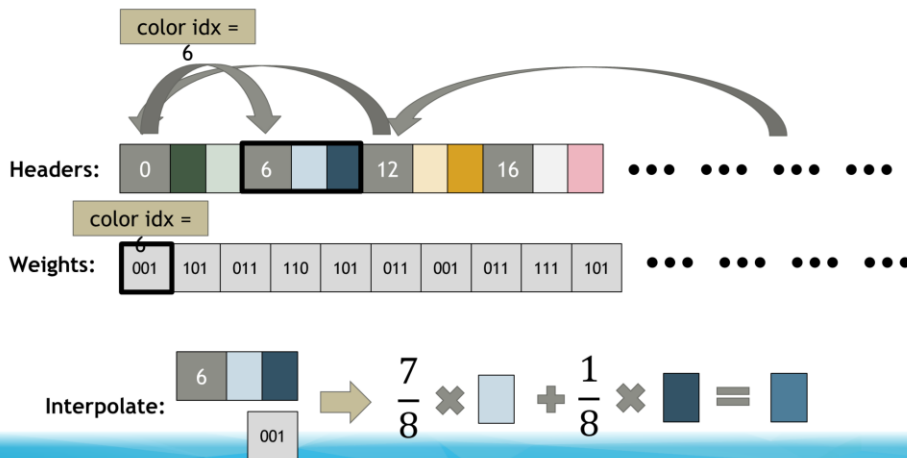 color idx =
6
Headers: 0 6 12 16
color idx =
6
Weights: 001 101 011 110 101 011 001 011 111 101
6
Interpolate: 7/8 × + 1/8 × =
001